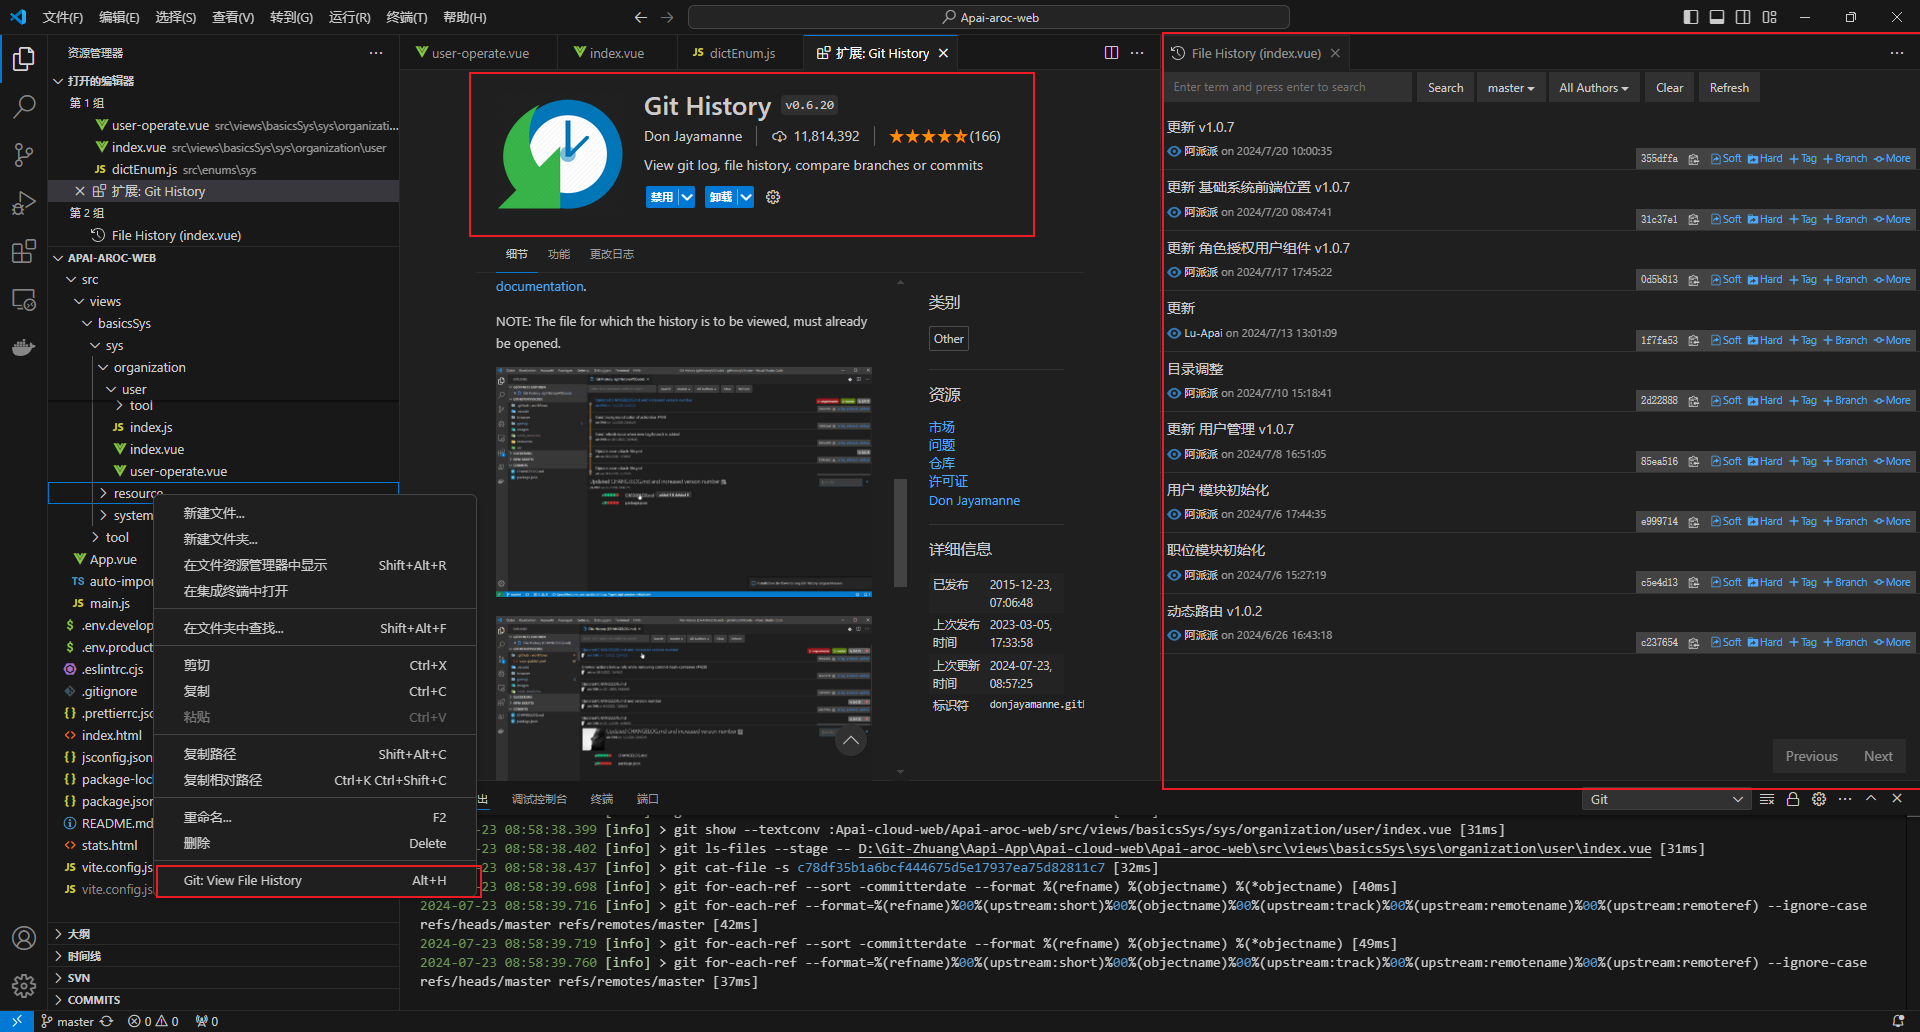 文件(F) 编辑(E) 选择(S) 查看(V) 转到(G) 运行(R) 终端(T) 帮助(H)
Apai-aroc-web
资源管理器
打开的编辑器
第 1 组
user-operate.vue src\views\basicsSys\sys\organizati...
index.vue src\views\basicsSys\sys\organization\user
dictEnum.js src\enums\sys
扩展: Git History
第 2 组
File History (index.vue)
APAI-AROC-WEB
src
views
basicsSys
sys
organization
user
tool
index.js
index.vue
user-operate.vue
resource
system
tool
App.vue
auto-impor
main.js
.env.develop
.env.product
.eslintrc.cjs
.gitignore
.prettierrc.jsc
index.html
jsconfig.json
package-loc
package.json
README.md
stats.html
vite.config.js
vite.config.js
大纲
时间线
SVN
COMMITS
新建文件...
新建文件夹...
在文件资源管理器中显示 Shift+Alt+R
在集成终端中打开
在文件夹中查找... Shift+Alt+F
剪切 Ctrl+X
复制 Ctrl+C
粘贴 Ctrl+V
复制路径 Shift+Alt+C
复制相对路径 Ctrl+K Ctrl+Shift+C
重命名... F2
删除 Delete
Git: View File History Alt+H
user-operate.vue index.vue dictEnum.js 扩展: Git History
Git History v0.6.20
Don Jayamanne 11,814,392 (166)
View git log, file history, compare branches or commits
禁用 卸载
细节 功能 更改日志
documentation.
NOTE: The file for which the history is to be viewed, must already
be opened.
类别
Other
资源
市场
问题
仓库
许可证
Don Jayamanne
详细信息
已发布 2015-12-23,
07:06:48
上次发布 2023-03-05,
时间 17:33:58
上次更新 2024-07-23,
时间 08:57:25
标识符 donjayamanne.gitl
File History (index.vue)
Enter term and press enter to search Search master All Authors Clear Refresh
更新 v1.0.7
阿派派 on 2024/7/20 10:00:35
355dffa Soft Hard Tag Branch More
更新 基础系统前端位置 v1.0.7
阿派派 on 2024/7/20 08:47:41
31c37e1 Soft Hard Tag Branch More
更新 角色授权用户组件 v1.0.7
阿派派 on 2024/7/17 17:45:22
0d5b813 Soft Hard Tag Branch More
更新
Lu-Apai on 2024/7/13 13:01:09
1f7fa53 Soft Hard Tag Branch More
目录调整
阿派派 on 2024/7/10 15:18:41
2d22888 Soft Hard Tag Branch More
更新 用户管理 v1.0.7
阿派派 on 2024/7/8 16:51:05
85ea516 Soft Hard Tag Branch More
用户 模块初始化
阿派派 on 2024/7/6 17:44:35
e999714 Soft Hard Tag Branch More
职位模块初始化
阿派派 on 2024/7/6 15:27:19
c5e4d13 Soft Hard Tag Branch More
动态路由 v1.0.2
阿派派 on 2024/6/26 16:43:18
c237654 Soft Hard Tag Branch More
Previous Next
出 调试控制台 终端 端口
Git
-23 08:58:38.399 [info] > git show --textconv :Apai-cloud-web/Apai-aroc-web/src/views/basicsSys/sys/organization/user/index.vue [31ms]
-23 08:58:38.402 [info] > git ls-files --stage -- D:\Git-Zhuang\Aapi-App\Apai-cloud-web\Apai-aroc-web\src\views\basicsSys\sys\organization\user\index.vue [31ms]
-23 08:58:38.437 [info] > git cat-file -s c78df35b1a6bcf444675d5e17937ea75d82811c7 [32ms]
-23 08:58:39.698 [info] > git for-each-ref --sort -committerdate --format %(refname) %(objectname) %(*objectname) [40ms]
2024-07-23 08:58:39.716 [info] > git for-each-ref --format=%(refname)%00%(upstream:short)%00%(objectname)%00%(upstream:track)%00%(upstream:remotename)%00%(upstream:remoteref) --ignore-case
refs/heads/master refs/remotes/master [42ms]
2024-07-23 08:58:39.719 [info] > git for-each-ref --sort -committerdate --format %(refname) %(objectname) %(*objectname) [49ms]
2024-07-23 08:58:39.760 [info] > git for-each-ref --format=%(refname)%00%(upstream:short)%00%(objectname)%00%(upstream:track)%00%(upstream:remotename)%00%(upstream:remoteref) --ignore-case
refs/heads/master refs/remotes/master [37ms]
master 0 0 0